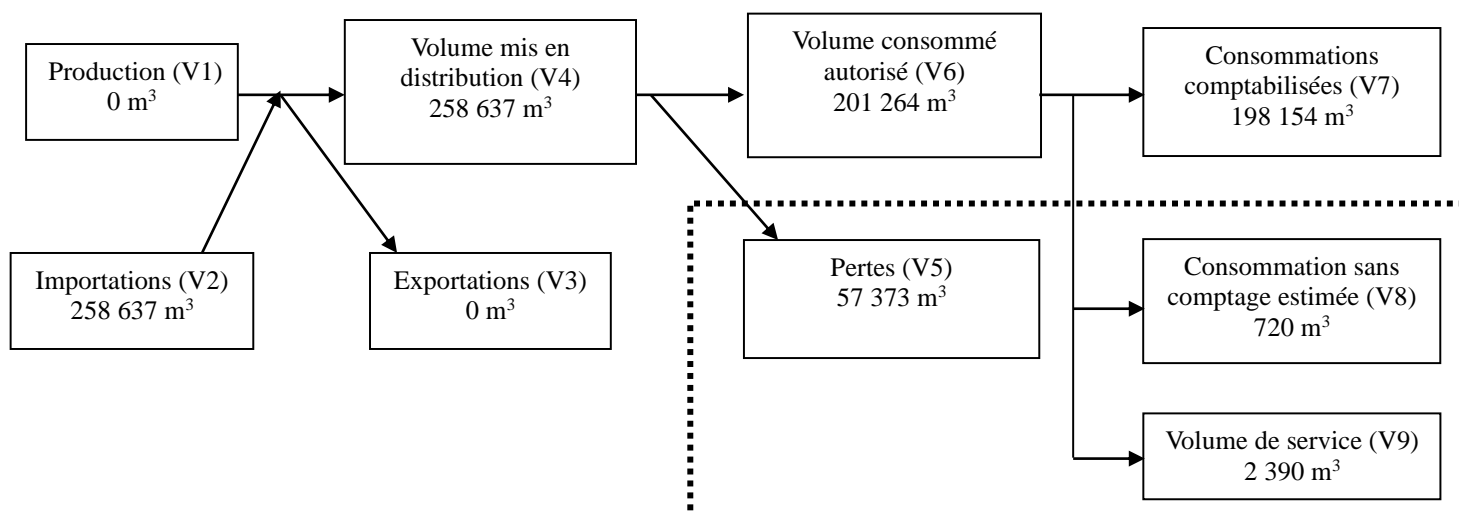 Production (V1)
0 m³
Volume mis en
distribution (V4)
258 637 m³
Volume consommé
autorisé (V6)
201 264 m³
Consommations
comptabilisées (V7)
198 154 m³
Importations (V2)
258 637 m³
Exportations (V3)
0 m³
Pertes (V5)
57 373 m³
Consommation sans
comptage estimée (V8)
720 m³
Volume de service (V9)
2 390 m³